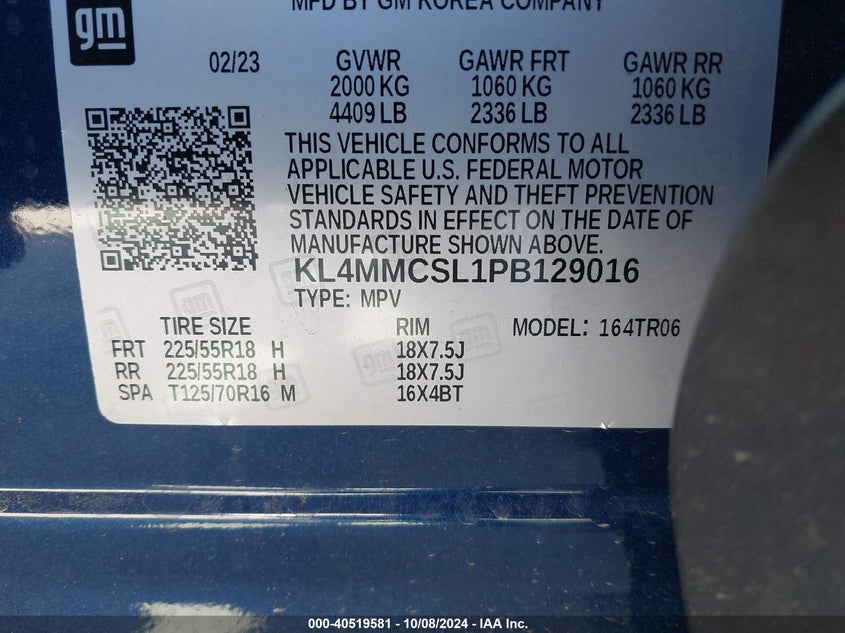 MFD BY GM KOREA COMPANY
gm
02/23 GVWR GAWR FRT GAWR RR
2000 KG 1060 KG 1060 KG
4409 LB 2336 LB 2336 LB
THIS VEHICLE CONFORMS TO ALL
APPLICABLE U.S. FEDERAL MOTOR
VEHICLE SAFETY AND THEFT PREVENTION
STANDARDS IN EFFECT ON THE DATE OF
MANUFACTURE SHOWN ABOVE.
KL4MMCSL1PB129016
TYPE: MPV
TIRE SIZE RIM MODEL: 164TR06
FRT 225/55R18 H 18X7.5J
RR 225/55R18 H 18X7.5J
SPA T125/70R16 M 16X4BT
000-40519581 - 10/08/2024 - IAA Inc.